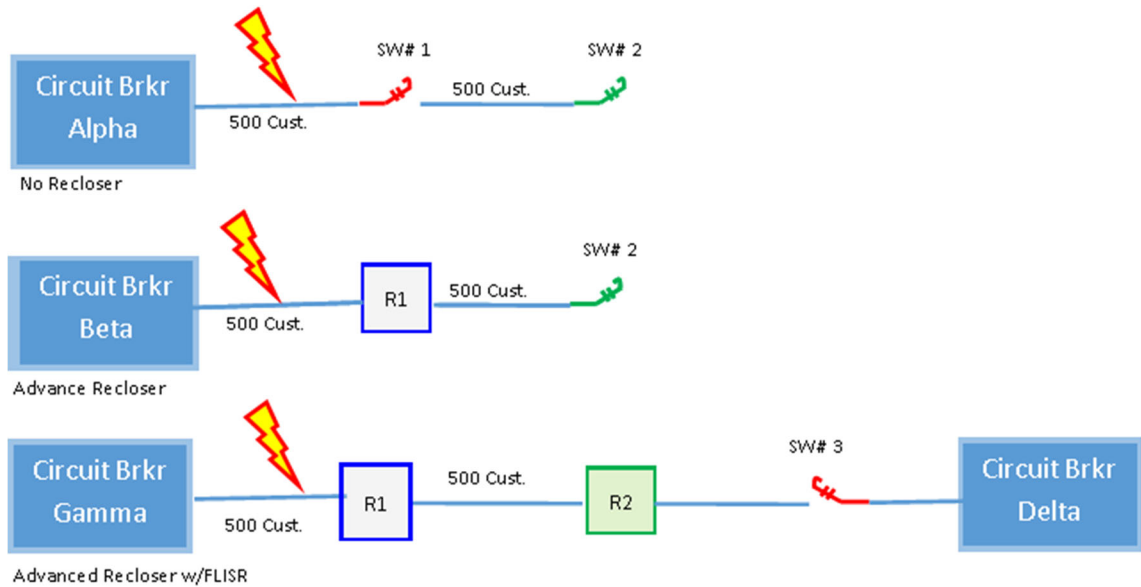 SW# 1
SW# 2
Circuit Brkr
Alpha
500 Cust.
500 Cust.
No Recloser
SW# 2
Circuit Brkr
Beta
R1
500 Cust.
500 Cust.
Advance Recloser
SW# 3
Circuit Brkr
Gamma
R1
500 Cust.
R2
Circuit Brkr
Delta
500 Cust.
Advanced Recloser w/FLISR